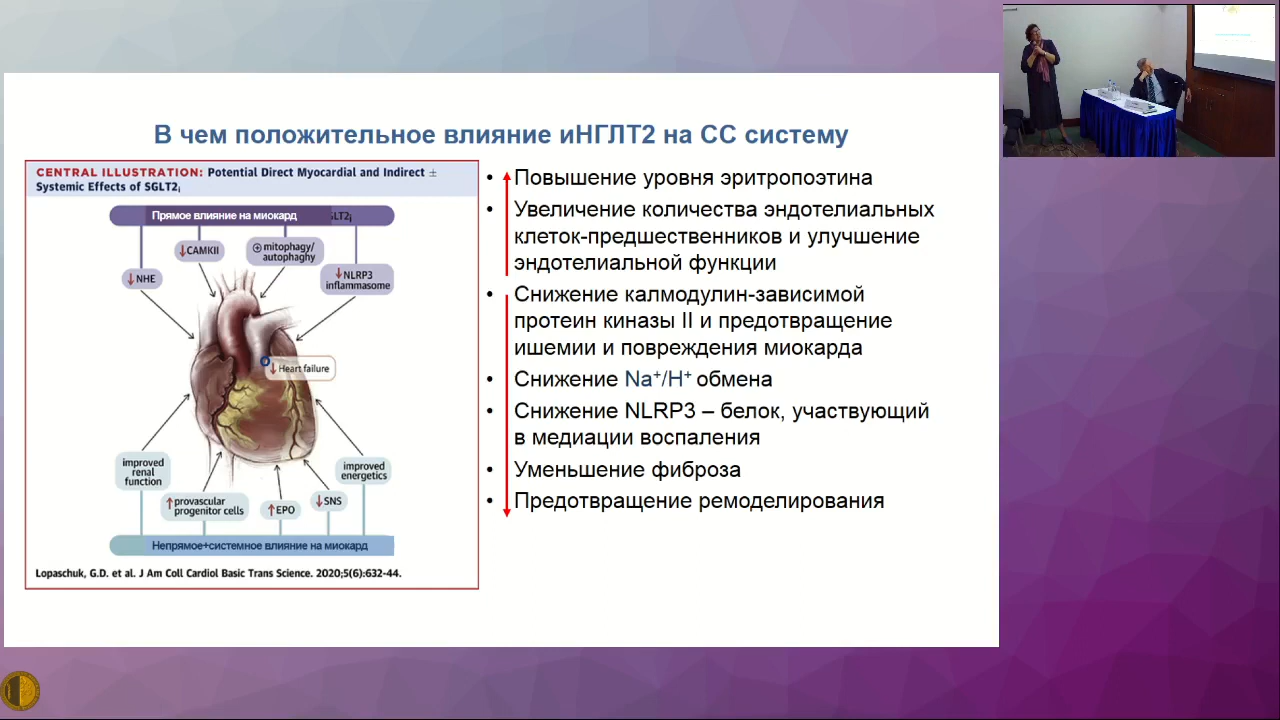 В чем положительное влияние иНГЛТ2 на СС систему
CENTRAL ILLUSTRATION: Potential Direct Myocardial and Indirect ±
Systemic Effects of SGLT2i
Прямое влияние на миокард
GLT2i
↓CAMKII
⊕ mitophagy/
autophaghy
↓NHE
↓NLRP3
inflammasome
↓ Heart failure
improved
renal
function
improved
energetics
↑provascular
progenitor cells
↑EPO
↓SNS
Непрямое+системное влияние на миокард
Lopaschuk, G.D. et al. J Am Coll Cardiol Basic Trans Science. 2020;5(6):632-44.
• Повышение уровня эритропоэтина
• Увеличение количества эндотелиальных
клеток-предшественников и улучшение
эндотелиальной функции
• Снижение калмодулин-зависимой
протеин киназы II и предотвращение
ишемии и повреждения миокарда
• Снижение Na⁺/H⁺ обмена
• Снижение NLRP3 – белок, участвующий
в медиации воспаления
• Уменьшение фиброза
• Предотвращение ремоделирования